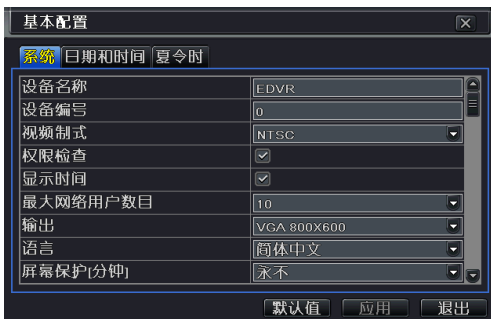 基本配置
系统 日期和时间 夏令时
设备名称 EDVR
设备编号 0
视频制式 NTSC
权限检查
显示时间
最大网络用户数目 10
输出 VGA 800X600
语言 简体中文
屏幕保护[分钟] 永不
默认值 应用 退出